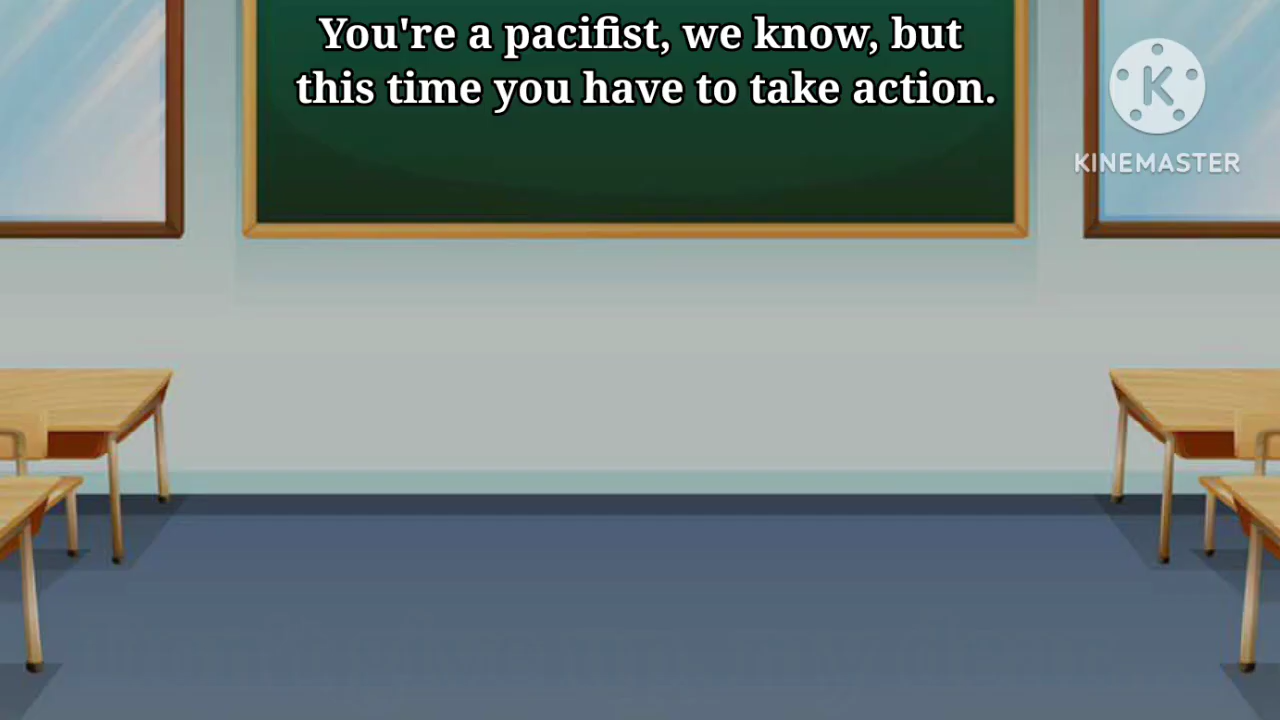 You're a pacifist, we know, but
this time you have to take action.
K
KINEMASTER